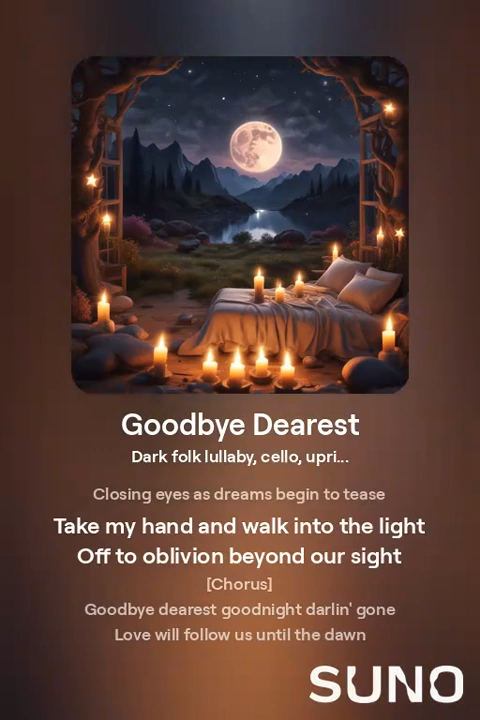 Goodbye Dearest
Dark folk lullaby, cello, upri...
Closing eyes as dreams begin to tease
Take my hand and walk into the light
Off to oblivion beyond our sight
[Chorus]
Goodbye dearest goodnight darlin' gone
Love will follow us until the dawn
SUNO